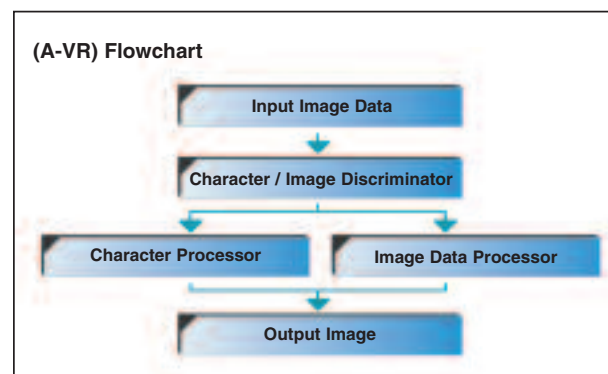 (A-VR) Flowchart
Input Image Data
Character / Image Discriminator
Character Processor
Image Data Processor
Output Image